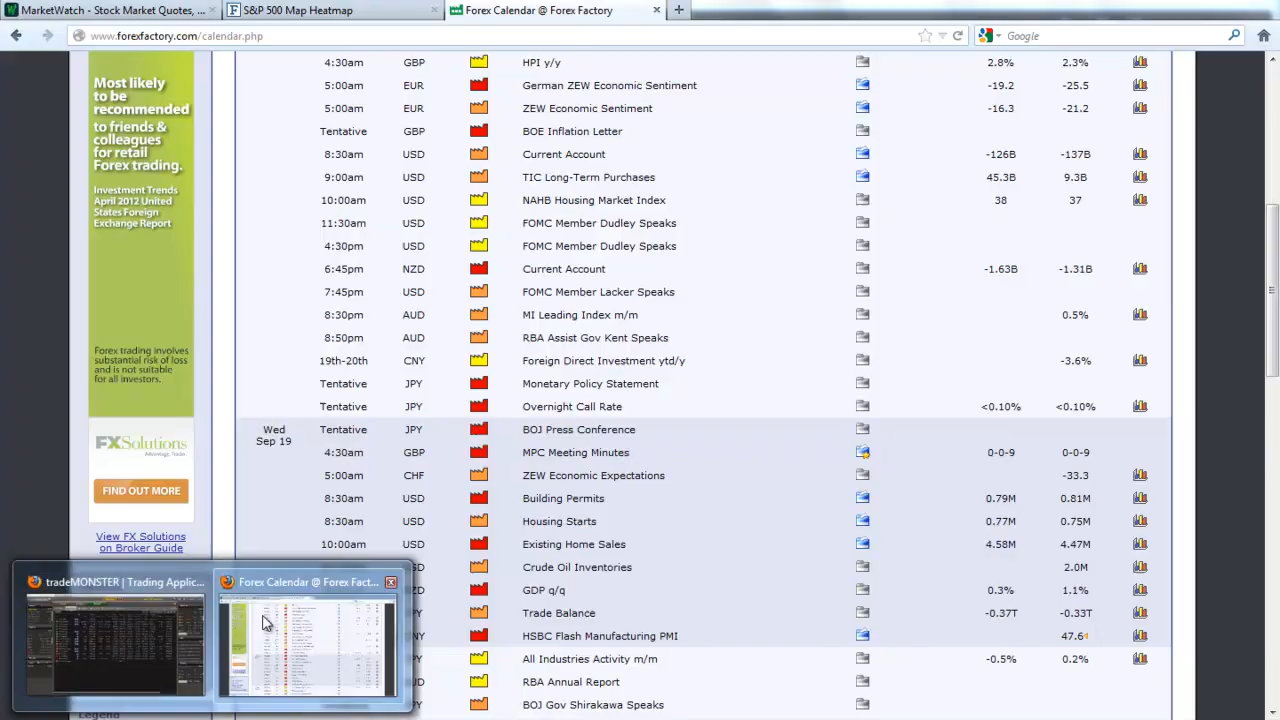 MarketWatch - Stock Market Quotes, ...
S&P 500 Map Heatmap
Forex Calendar @ Forex Factory
www.forexfactory.com/calendar.php
Google
Most likely
to be
recommended
to friends &
colleagues
for retail
Forex trading.
Investment Trends
April 2012 United
States Foreign
Exchange Report
Forex trading involves
substantial risk of loss
and is not suitable
for all investors.
FXSolutions
FIND OUT MORE
View FX Solutions
on Broker Guide
4:30am GBP RPI y/y 2.8% 2.3%
5:00am EUR German ZEW Economic Sentiment -19.2 -25.5
5:00am EUR ZEW Economic Sentiment -16.3 -21.2
Tentative GBP BOE Inflation Letter
8:30am USD Current Account -126B -137B
9:00am USD TIC Long-Term Purchases 45.3B 9.3B
10:00am USD NAHB Housing Market Index 38 37
11:30am USD FOMC Member Dudley Speaks
4:30pm USD FOMC Member Dudley Speaks
6:45pm NZD Current Account -1.63B -1.31B
7:45pm USD FOMC Member Lacker Speaks
8:30pm AUD MI Leading Index m/m 0.5%
8:50pm AUD RBA Assist Gov Kent Speaks
19th-20th CNY Foreign Direct Investment ytd/y -3.6%
Tentative JPY Monetary Policy Statement
Tentative JPY Overnight Call Rate <0.10% <0.10%
Wed
Sep 19
Tentative JPY BOJ Press Conference
4:30am GBP MPC Meeting Minutes 0-0-9 0-0-9
5:00am CHF ZEW Economic Expectations -33.3
8:30am USD Building Permits 0.79M 0.81M
8:30am USD Housing Starts 0.77M 0.75M
10:00am USD Existing Home Sales 4.58M 4.47M
Crude Oil Inventories 2.0M
GDP q/q 0.3% 1.1%
Trade Balance -0.33T
Manufacturing PMI 47.6
All Industries Activity m/m
RBA Annual Report
BOJ Gov Shirakawa Speaks
tradeMONSTER | Trading Applic...
Forex Calendar @ Forex Fact...
Legend